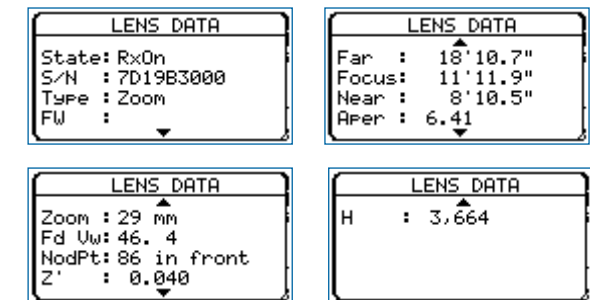 LENS DATA
State: RxOn
S/N : 7D19B3000
Type : Zoom
FW :
LENS DATA
Far : 18'10.7"
Focus: 11'11.9"
Near : 8'10.5"
Aper : 6.41
LENS DATA
Zoom : 29 mm
Fd Vw: 46. 4
NodPt: 86 in front
Z' : 0.040
LENS DATA
H : 3,664